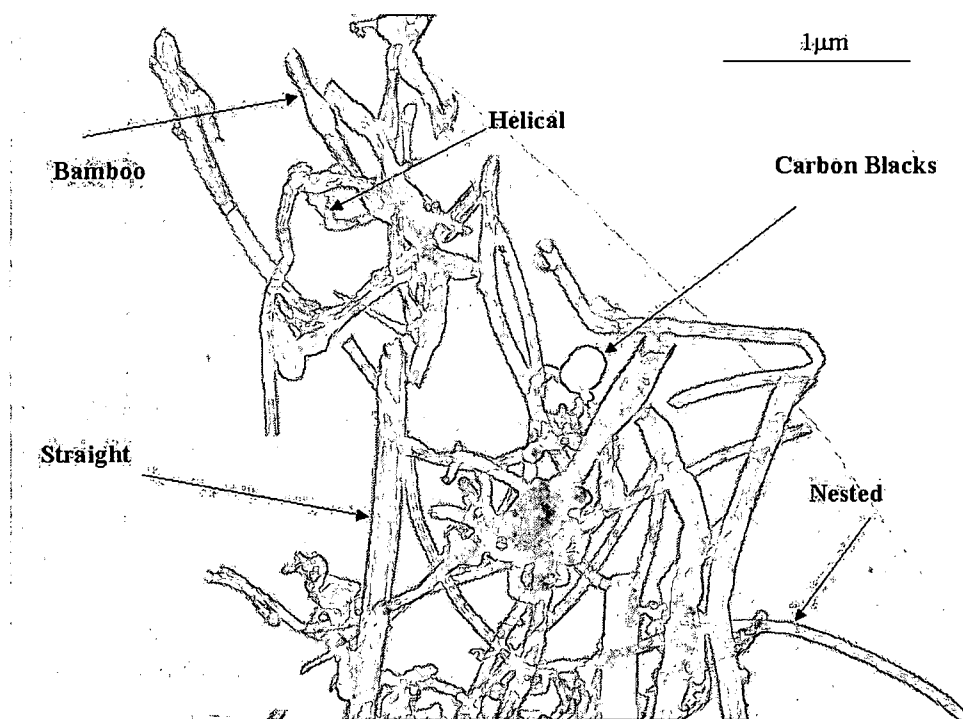 1μm
Helical
Bamboo
Carbon Blacks
Straight
Nested